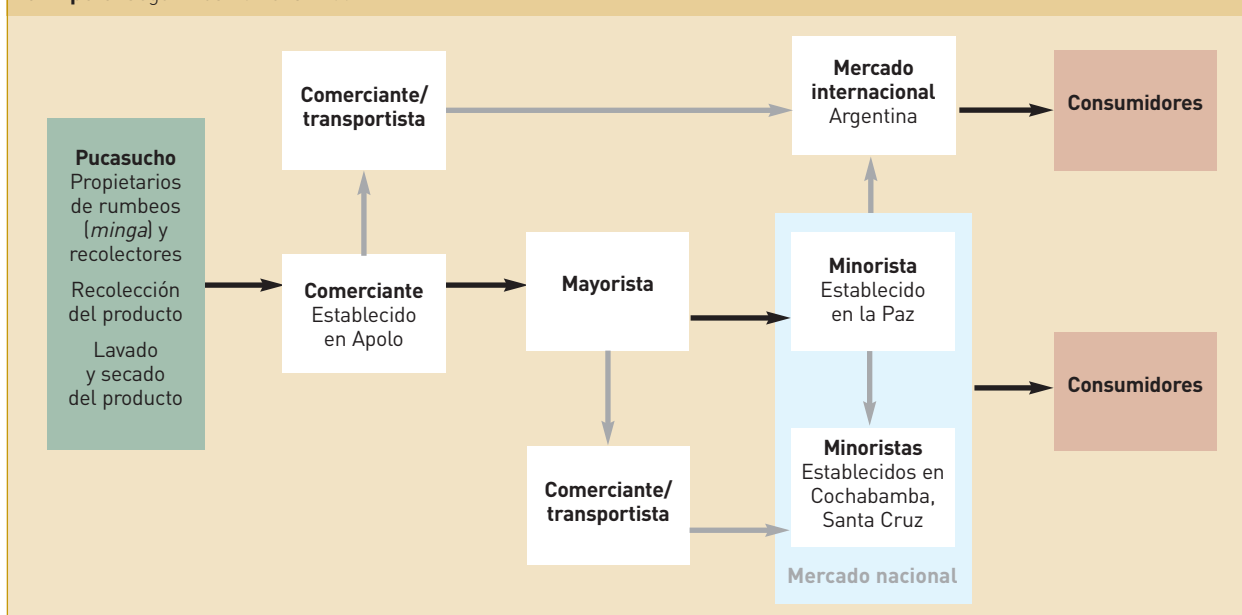 Pucasucho
Propietarios
de rumbeos
(minga) y
recolectores
Recolección
del producto
Lavado
y secado
del producto
Comerciante/
transportista
Comerciante
Establecido
en Apolo
Mayorista
Comerciante/
transportista
Mercado
internacional
Argentina
Minorista
Establecido
en la Paz
Minoristas
Establecidos en
Cochabamba,
Santa Cruz
Mercado nacional
Consumidores
Consumidores